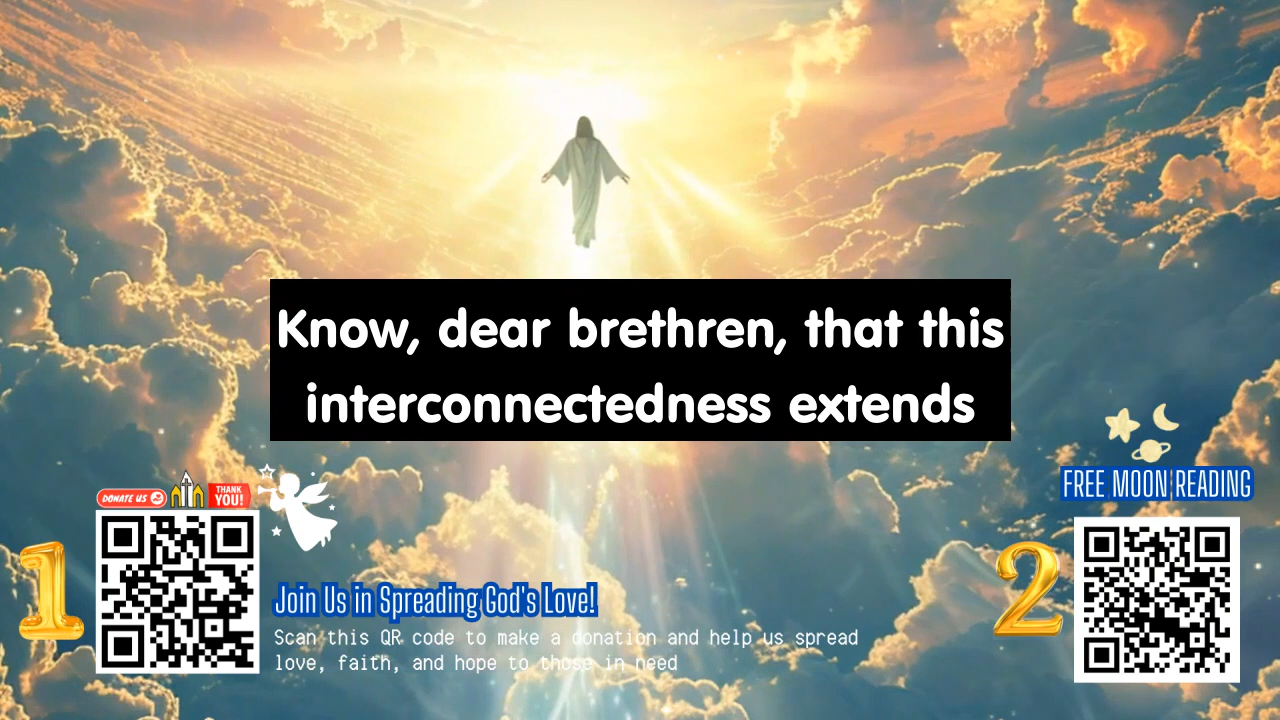 Know, dear brethren, that this
interconnectedness extends
DONATE US
THANK
YOU!
FREE MOON READING
1
2
Join Us in Spreading God's Love!
Scan this QR code to make a donation and help us spread
love, faith, and hope to those in need